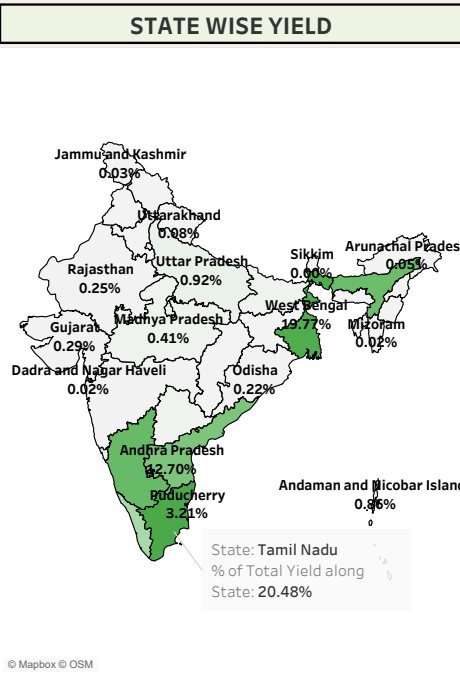 STATE WISE YIELD
Jammu and Kashmir
0.03%
Uttarakhand
0.08%
Sikkim
0.00%
Arunachal Prades
0.05%
Rajasthan
0.25%
Uttar Pradesh
0.92%
West Bengal
19.77%
Mizoram
0.02%
Gujarat
0.29%
Madhya Pradesh
0.41%
Dadra and Nagar Haveli
0.02%
Odisha
0.22%
Andhra Pradesh
12.70%
Puducherry
3.21%
Andaman and Nicobar Island
0.86%
State: Tamil Nadu
% of Total Yield along
State: 20.48%
© Mapbox © OSM